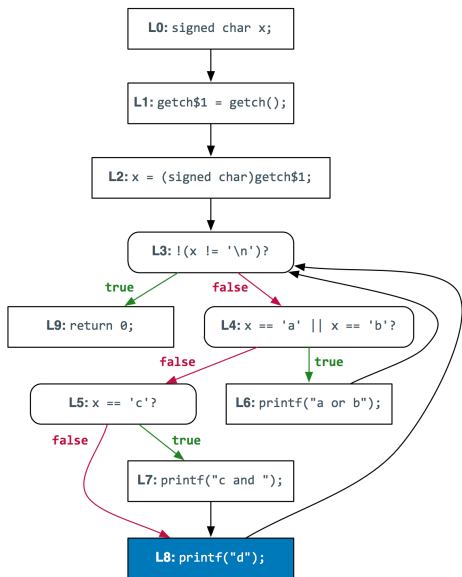 L0: signed char x;
L1: getch$1 = getch();
L2: x = (signed char)getch$1;
L3: !(x != '\n')?
true
false
L9: return 0;
L4: x == 'a' || x == 'b'?
false
true
L5: x == 'c'?
L6: printf("a or b");
false
true
L7: printf("c and ");
L8: printf("d");